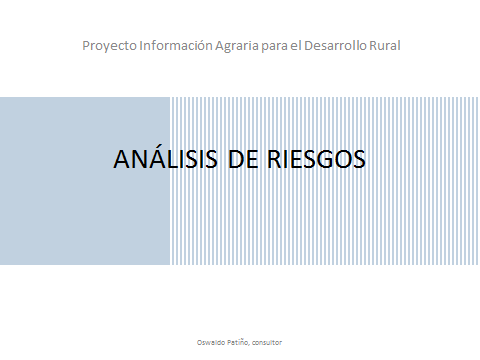 Proyecto Información Agraria para el Desarrollo Rural
ANÁLISIS DE RIESGOS
Oswaldo Patiño, consultor